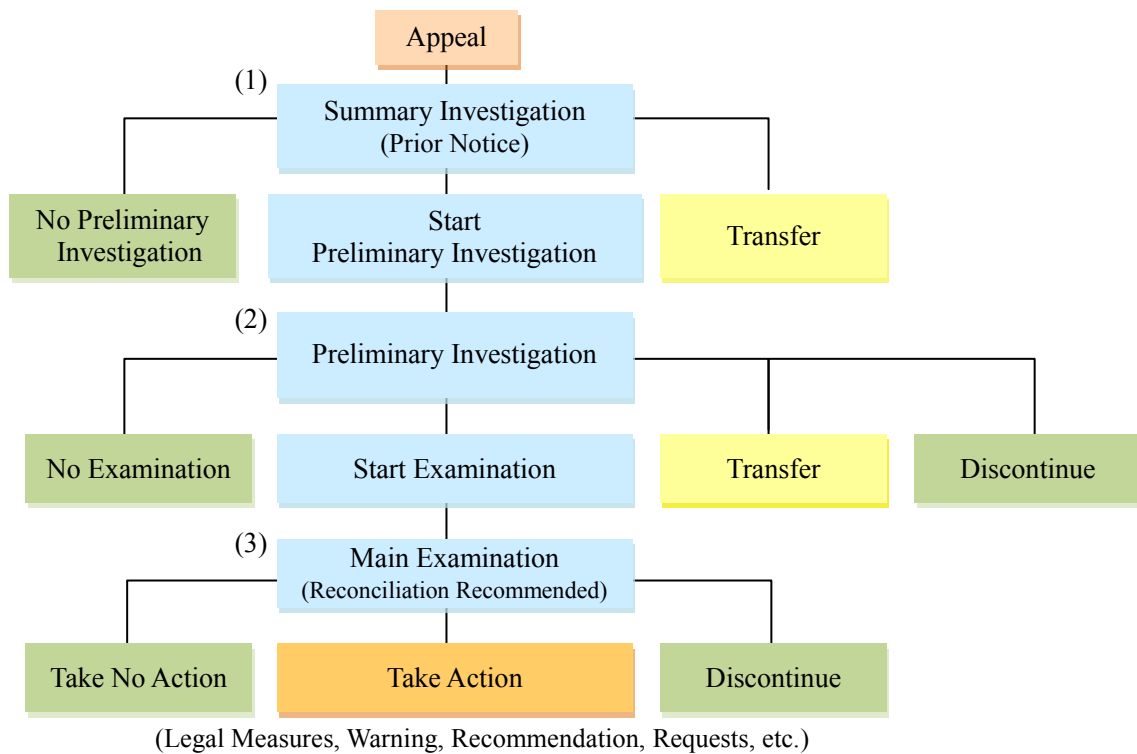 Appeal
(1)
Summary Investigation
(Prior Notice)
No Preliminary
Investigation
Start
Preliminary Investigation
Transfer
(2)
Preliminary Investigation
No Examination
Start Examination
Transfer
Discontinue
(3)
Main Examination
(Reconciliation Recommended)
Take No Action
Take Action
Discontinue
(Legal Measures, Warning, Recommendation, Requests, etc.)